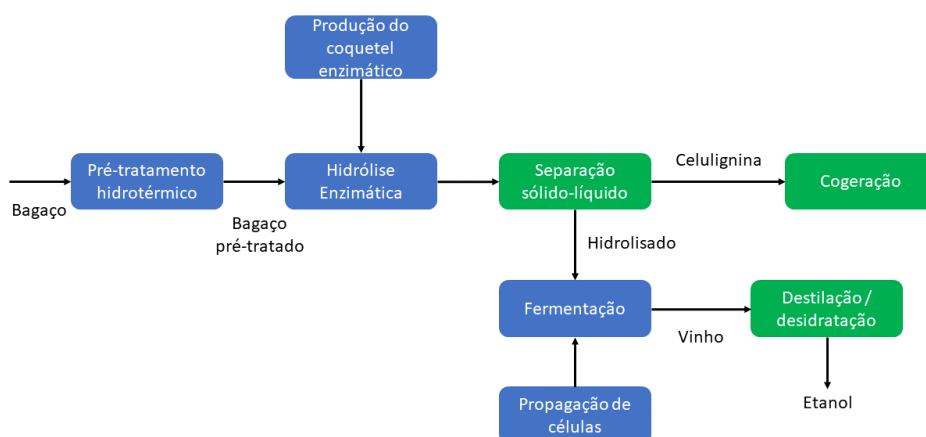 Produção do
coquetel
enzimático
Pré-tratamento
hidrotérmico
Hidrólise
Enzimática
Separação
sólido-líquido
Celulignina
Cogeração
Bagaço
Bagaço
pré-tratado
Hidrolisado
Fermentação
Vinho
Destilação /
desidratação
Propagação de
células
Etanol